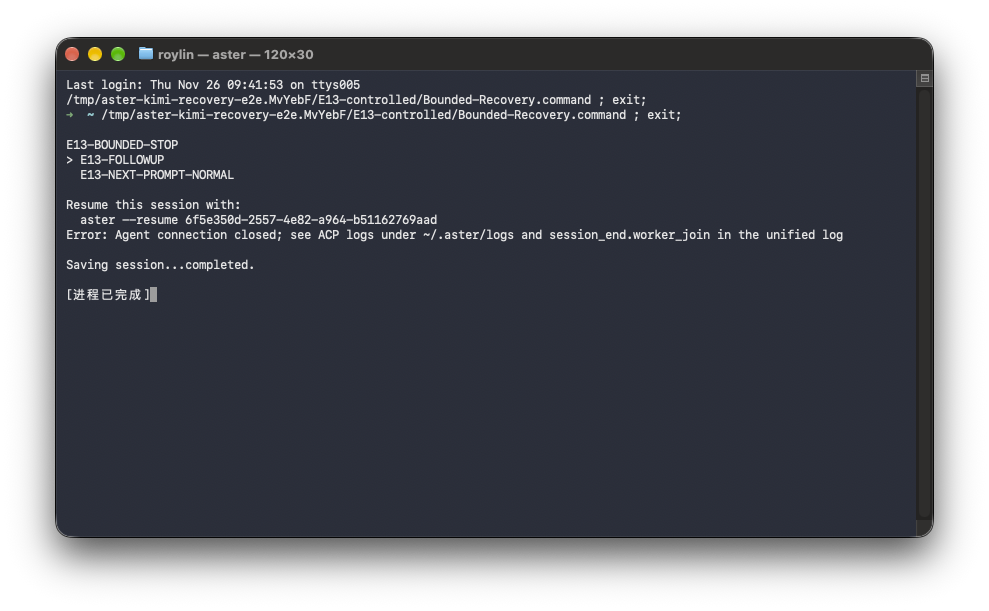 roylin — aster — 120×30
Last login: Thu Nov 26 09:41:53 on ttys005
/tmp/aster-kimi-recovery-e2e.MvYebF/E13-controlled/Bounded-Recovery.command ; exit;
➜  ~ /tmp/aster-kimi-recovery-e2e.MvYebF/E13-controlled/Bounded-Recovery.command ; exit;
E13-BOUNDED-STOP
> E13-FOLLOWUP
  E13-NEXT-PROMPT-NORMAL
Resume this session with:
  aster --resume 6f5e350d-2557-4e82-a964-b51162769aad
Error: Agent connection closed; see ACP logs under ~/.aster/logs and session_end.worker_join in the unified log
Saving session...completed.
[进程已完成]